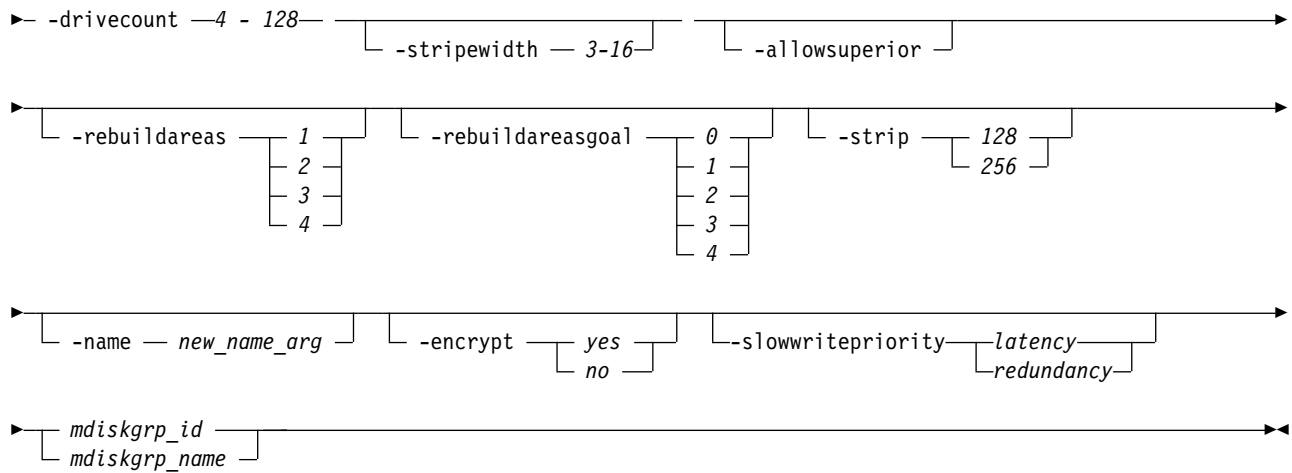 -drivecount 4 - 128
-stripewidth 3-16
-allowsuperior
-rebuildareas 1
2
3
4
-rebuildareasgoal 0
1
2
3
4
-strip 128
256
-name new_name_arg
-encrypt yes
no
-slowwritepriority latency
redundancy
mdiskgrp_id
mdiskgrp_name